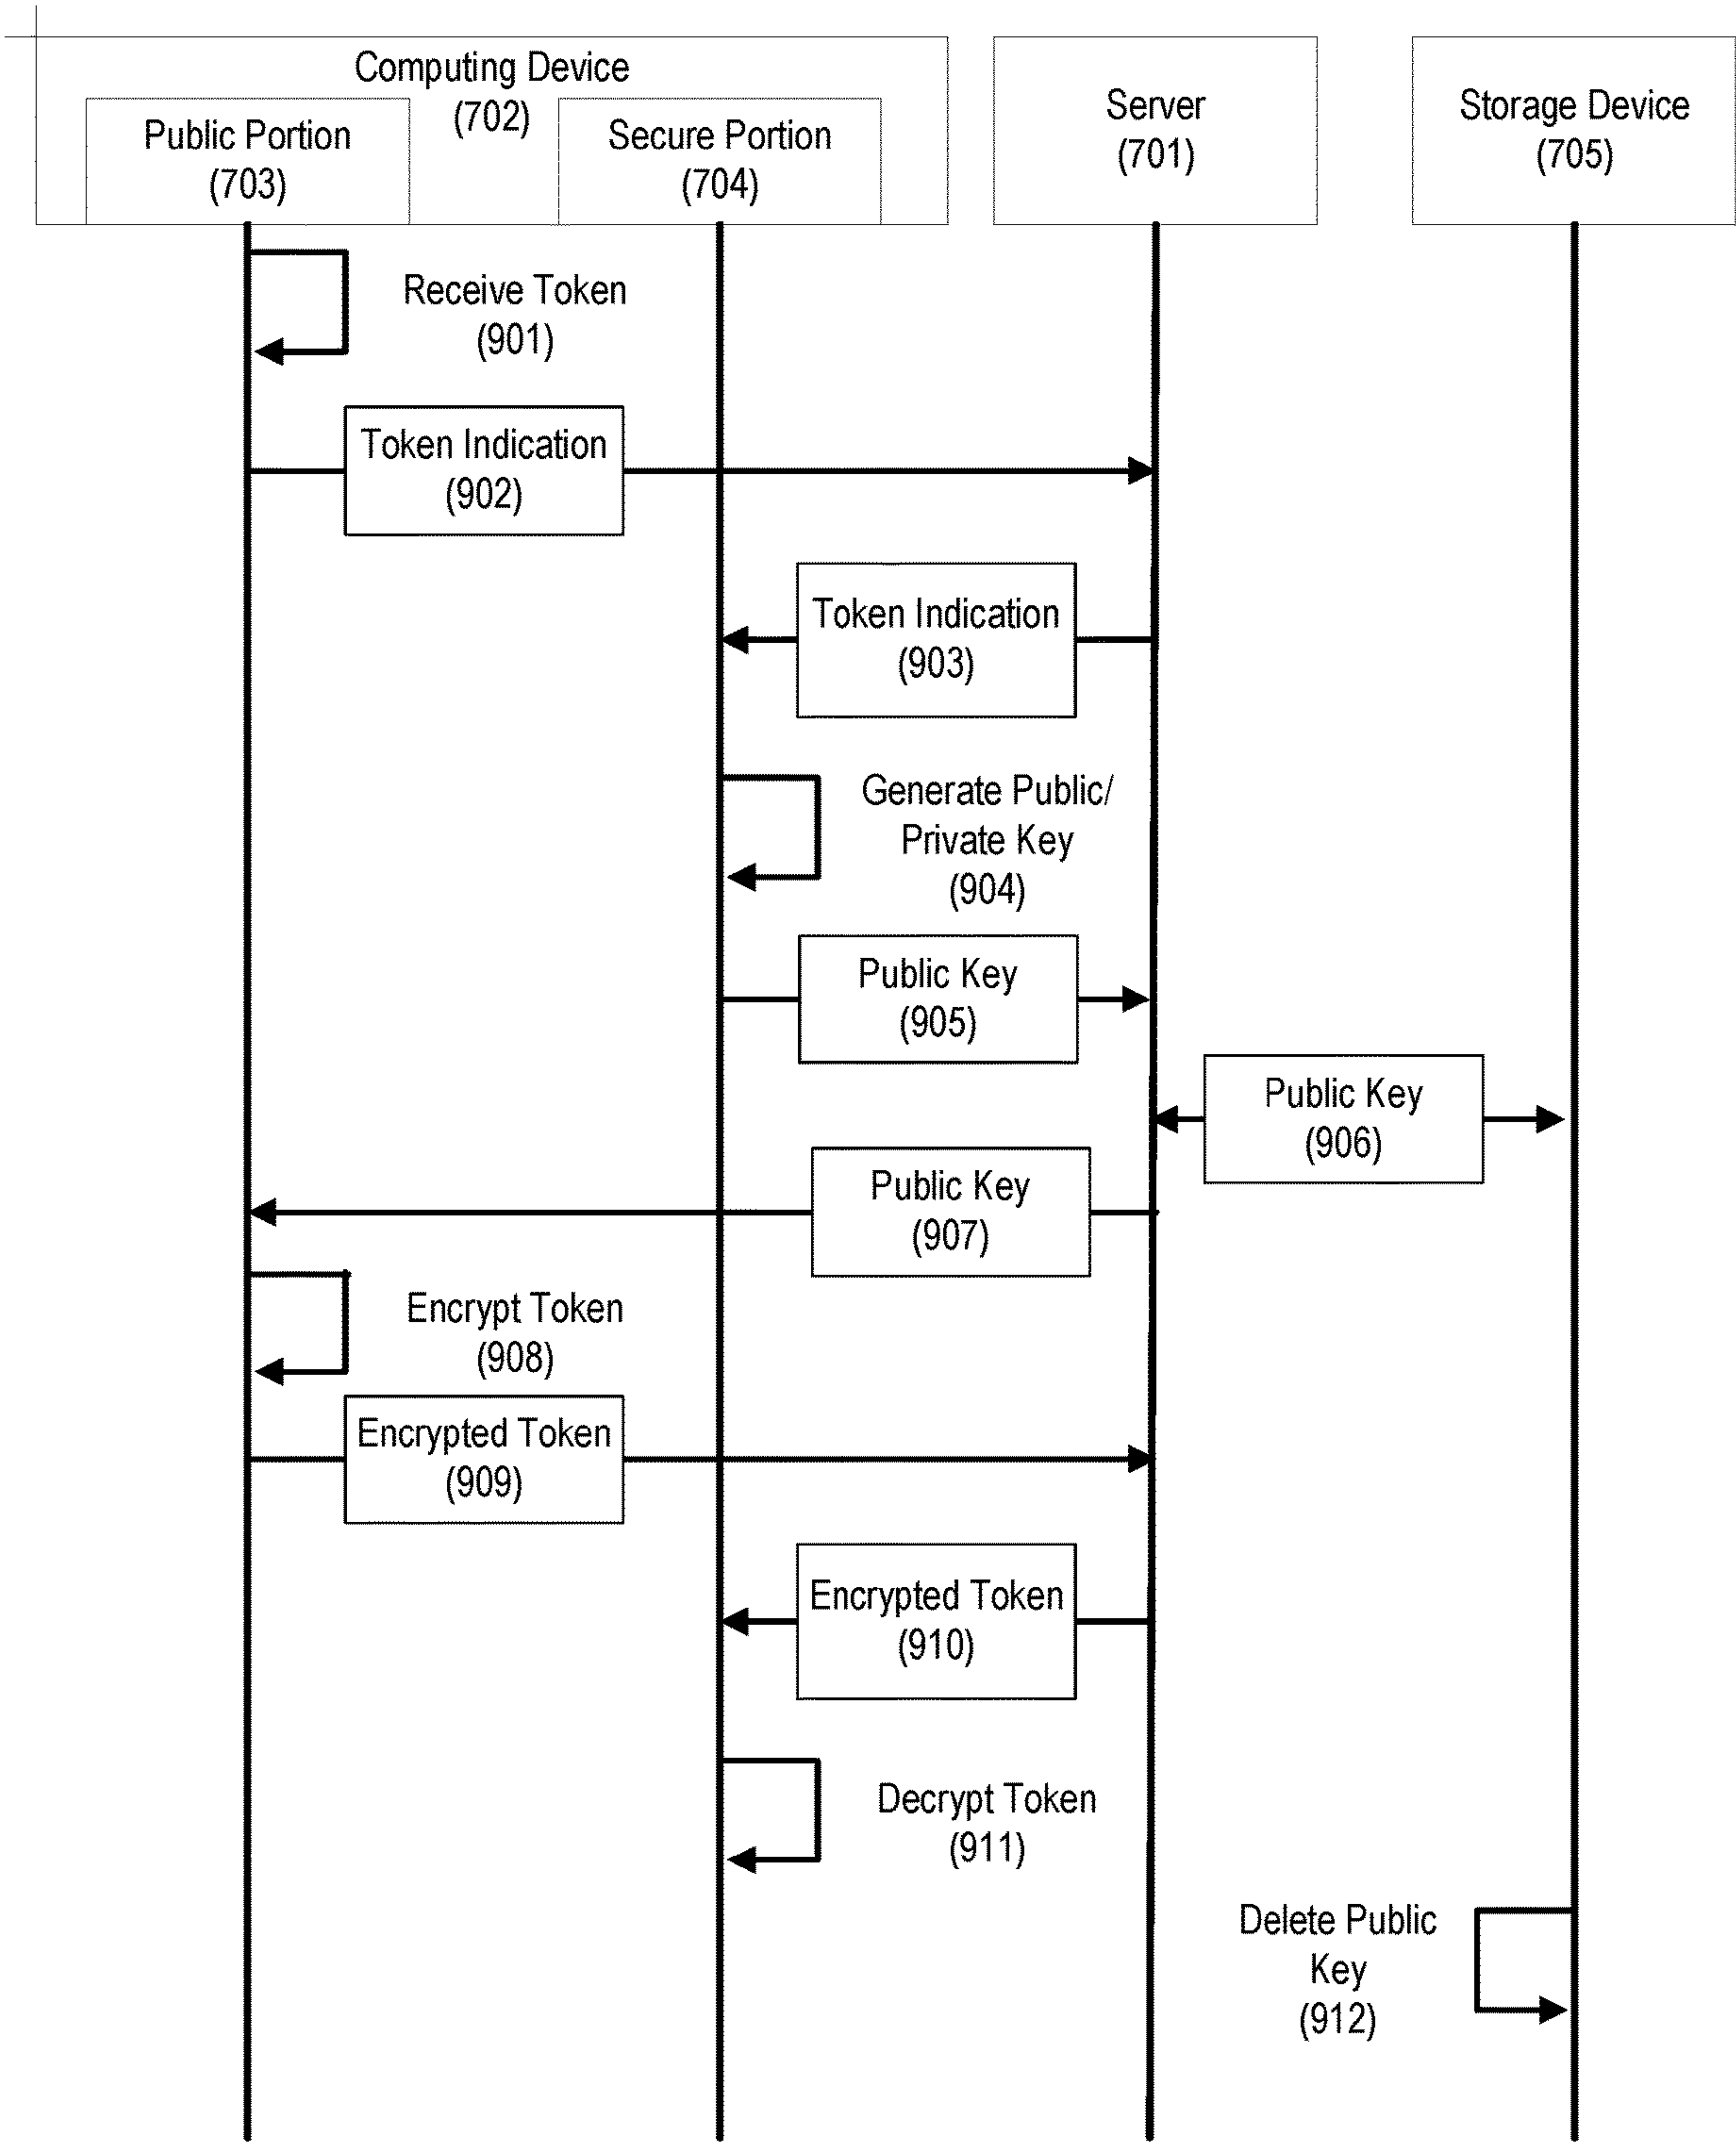 Computing Device
(702)
Public Portion
(703)
Secure Portion
(704)
Server
(701)
Storage Device
(705)
Receive Token
(901)
Token Indication
(902)
Token Indication
(903)
Generate Public/
Private Key
(904)
Public Key
(905)
Public Key
(906)
Public Key
(907)
Encrypt Token
(908)
Encrypted Token
(909)
Encrypted Token
(910)
Decrypt Token
(911)
Delete Public
Key
(912)